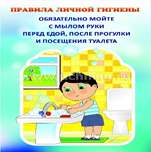 ПРАВИЛА ЛИЧНОЙ ГИГИЕНЫ
ОБЯЗАТЕЛЬНО МОЙТЕ
С МЫЛОМ РУКИ
ПЕРЕД ЕДОЙ, ПОСЛЕ ПРОГУЛКИ
И ПОСЕЩЕНИЯ ТУАЛЕТА